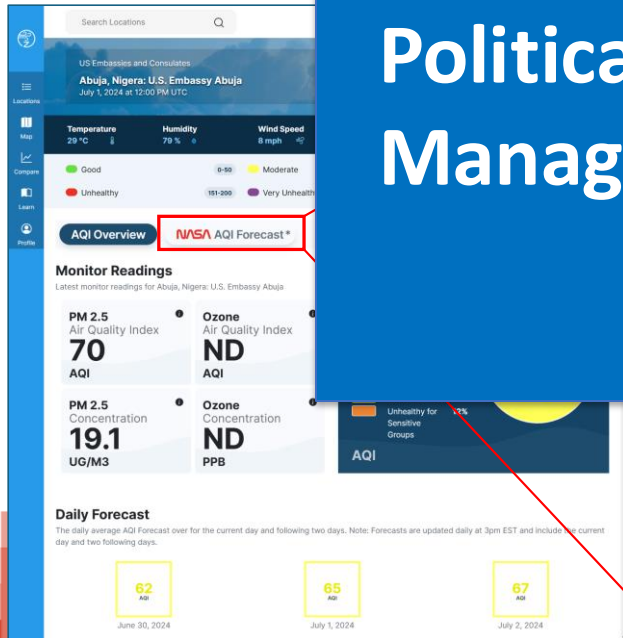 Search Locations
US Embassies and Consulates
Abuja, Nigera: U.S. Embassy Abuja
July 1, 2024 at 12:00 PM UTC
Locations
Map
Compare
Learn
Profile
Temperature Humidity Wind Speed
29 °C 79 % 8 mph
Good 0-50 Moderate
Unhealthy 151-200 Very Unhealth
AQI Overview NASA AQI Forecast*
Monitor Readings
Latest monitor readings for Abuja, Nigera: U.S. Embassy Abuja
PM 2.5
Air Quality Index
70
AQI
Ozone
Air Quality Index
ND
AQI
PM 2.5
Concentration
19.1
UG/M3
Ozone
Concentration
ND
PPB
Unhealthy for 12%
Sensitive
Groups
AQI
Politica
Manag
Daily Forecast
The daily average AQI Forecast over for the current day and following two days. Note: Forecasts are updated daily at 3pm EST and include the current
day and two following days.
62
AQI
June 30, 2024
65
AQI
July 1, 2024
67
AQI
July 2, 2024